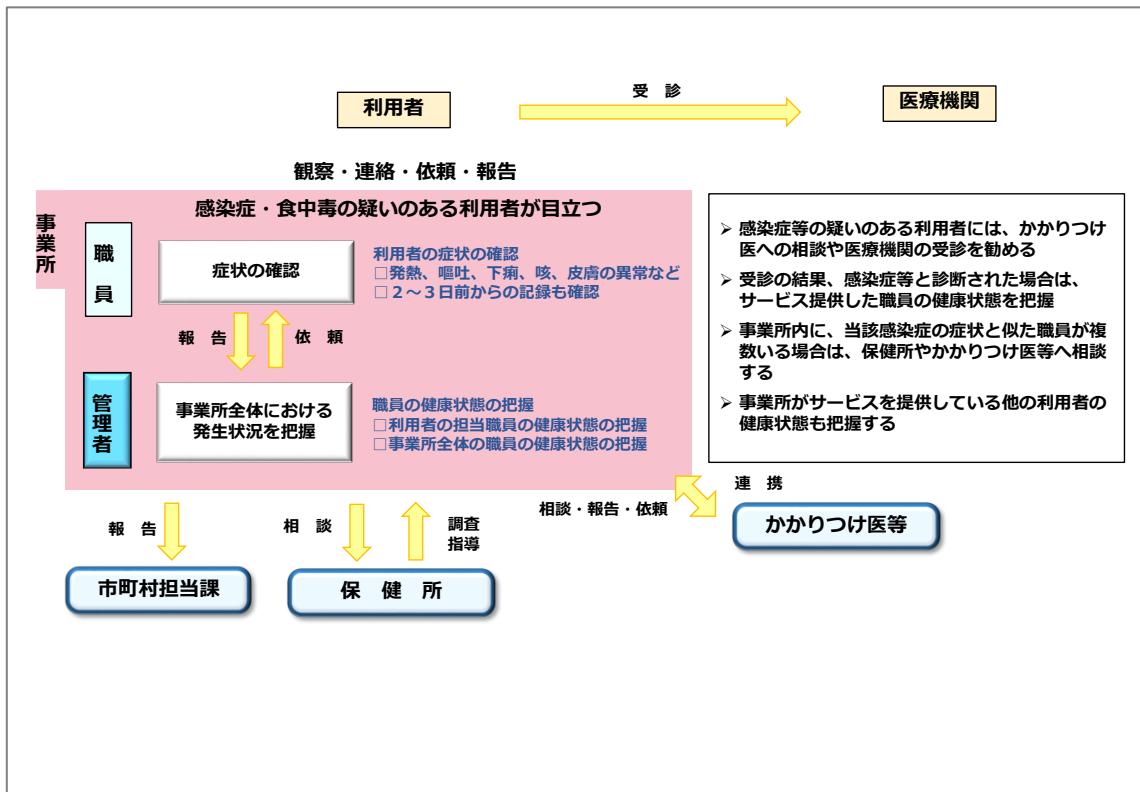 受　診
利用者
医療機関
観察・連絡・依頼・報告
事業所
感染症・食中毒の疑いのある利用者が目立つ
職員
症状の確認
利用者の症状の確認
□発熱、嘔吐、下痢、咳、皮膚の異常など
□２～３日前からの記録も確認
報　告
依　頼
管理者
事業所全体における
発生状況を把握
職員の健康状態の把握
□利用者の担当職員の健康状態の把握
□事業所全体の職員の健康状態の把握
➢ 感染症等の疑いのある利用者には、かかりつけ
医への相談や医療機関の受診を勧める
➢ 受診の結果、感染症等と診断された場合は、
サービス提供した職員の健康状態を把握
➢ 事業所内に、当該感染症の症状と似た職員が複
数いる場合は、保健所やかかりつけ医等へ相談
する
➢ 事業所がサービスを提供している他の利用者の
健康状態も把握する
報　告
相　談
調査
指導
相談・報告・依頼
連　携
かかりつけ医等
市町村担当課
保　健　所